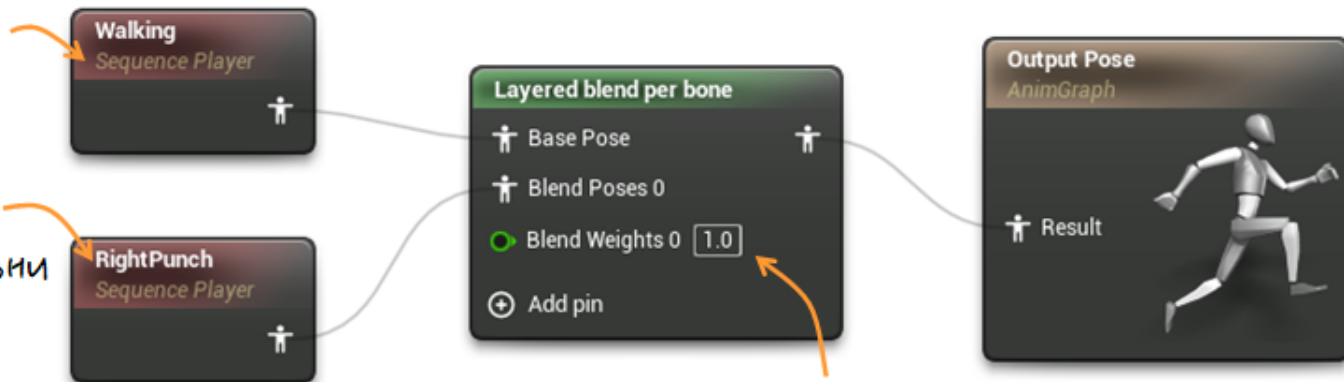 Walking
Sequence Player
RightPunch
Sequence Player
Layered blend per bone
Base Pose
Blend Poses 0
Blend Weights 0 1.0
Add pin
Output Pose
AnimGraph
Result